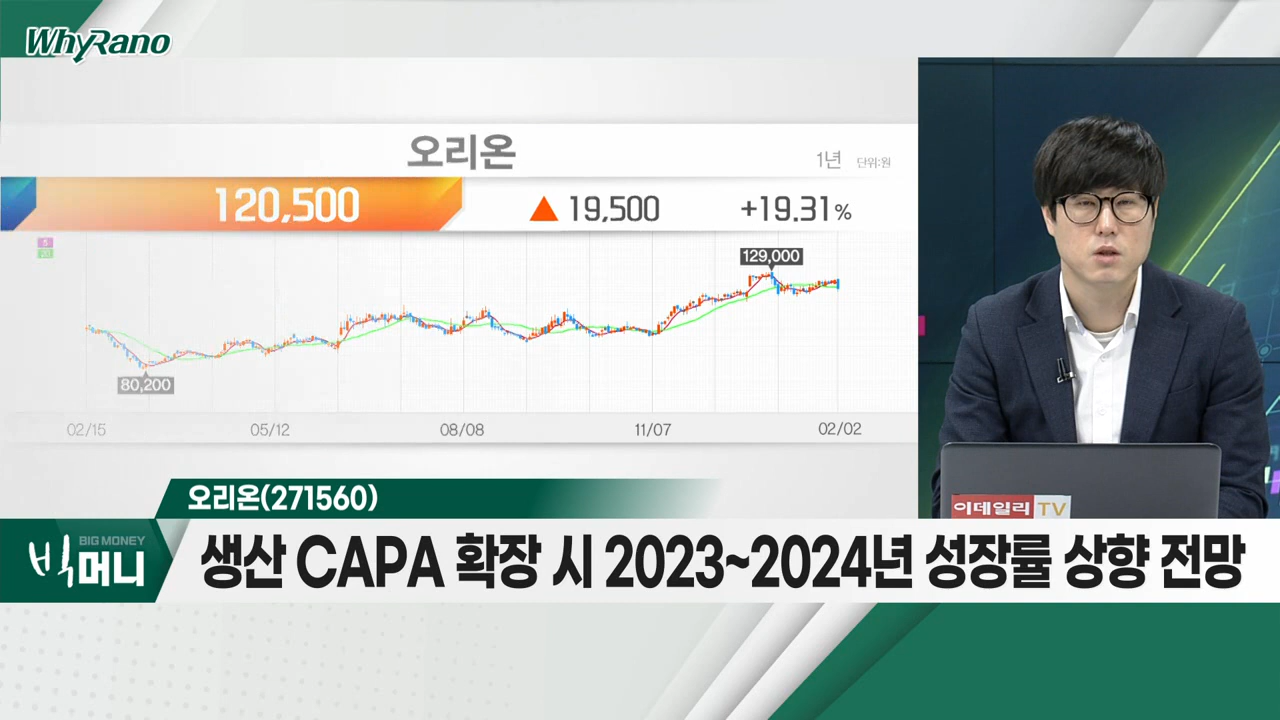 WhyRano
오리온
1년 단위:원
120,500 ▲ 19,500 +19.31%
5
20
129,000
80,200
02/15 05/12 08/08 11/07 02/02
오리온(271560)
BIG MONEY
빅머니
생산 CAPA 확장 시 2023~2024년 성장률 상향 전망
이데일리 TV